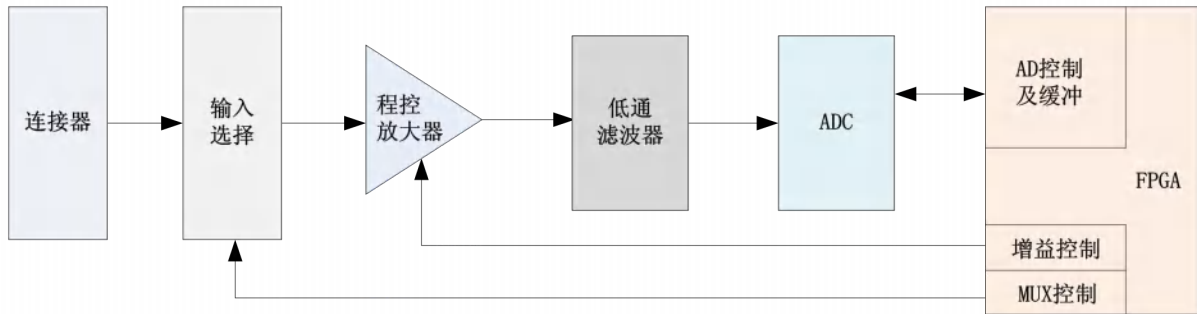 连接器
输入
选择
程控
放大器
低通
滤波器
ADC
AD控制
及缓冲
FPGA
增益控制
MUX控制